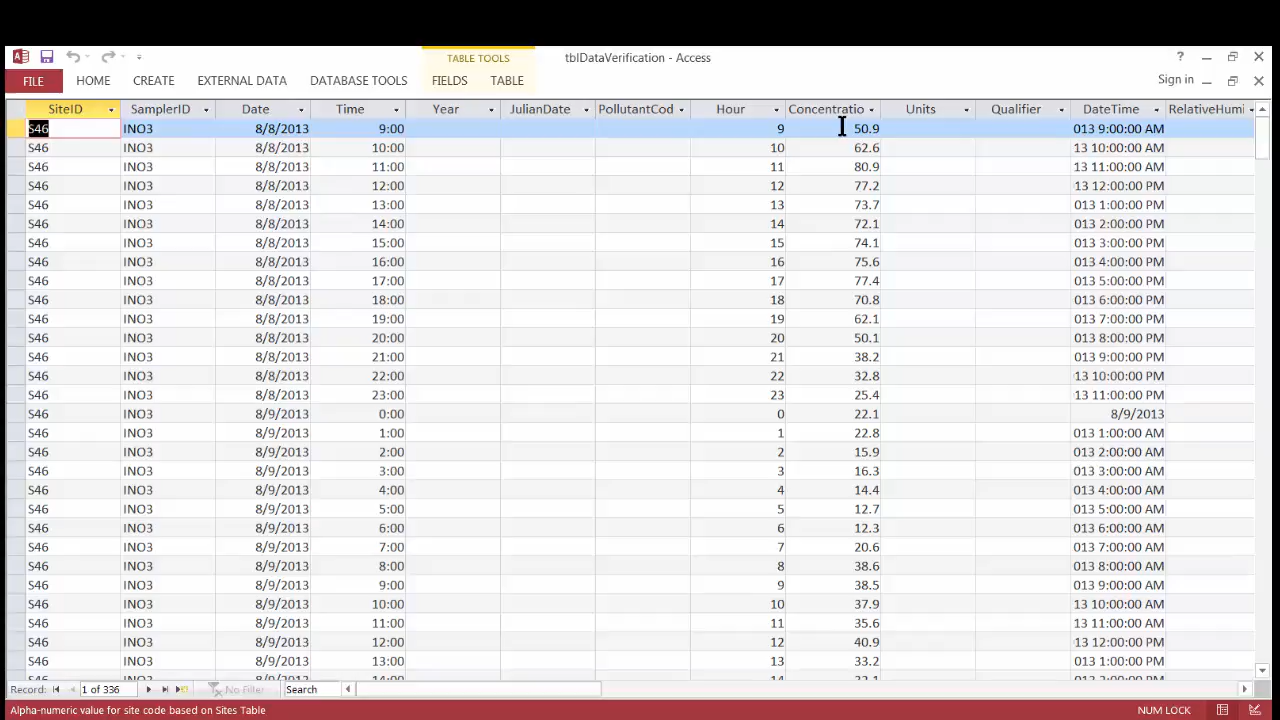 TABLE TOOLS tblDataVerification - Access ?
FILE HOME CREATE EXTERNAL DATA DATABASE TOOLS FIELDS TABLE Sign in
SiteID SamplerID Date Time Year JulianDate PollutantCod Hour Concentratio Units Qualifier DateTime RelativeHumi
S46 INO3 8/8/2013 9:00 9 50.9 013 9:00:00 AM
S46 INO3 8/8/2013 10:00 10 62.6 13 10:00:00 AM
S46 INO3 8/8/2013 11:00 11 80.9 13 11:00:00 AM
S46 INO3 8/8/2013 12:00 12 77.2 13 12:00:00 PM
S46 INO3 8/8/2013 13:00 13 73.7 013 1:00:00 PM
S46 INO3 8/8/2013 14:00 14 72.1 013 2:00:00 PM
S46 INO3 8/8/2013 15:00 15 74.1 013 3:00:00 PM
S46 INO3 8/8/2013 16:00 16 75.6 013 4:00:00 PM
S46 INO3 8/8/2013 17:00 17 77.4 013 5:00:00 PM
S46 INO3 8/8/2013 18:00 18 70.8 013 6:00:00 PM
S46 INO3 8/8/2013 19:00 19 62.1 013 7:00:00 PM
S46 INO3 8/8/2013 20:00 20 50.1 013 8:00:00 PM
S46 INO3 8/8/2013 21:00 21 38.2 013 9:00:00 PM
S46 INO3 8/8/2013 22:00 22 32.8 13 10:00:00 PM
S46 INO3 8/8/2013 23:00 23 25.4 13 11:00:00 PM
S46 INO3 8/9/2013 0:00 0 22.1 8/9/2013
S46 INO3 8/9/2013 1:00 1 22.8 013 1:00:00 AM
S46 INO3 8/9/2013 2:00 2 15.9 013 2:00:00 AM
S46 INO3 8/9/2013 3:00 3 16.3 013 3:00:00 AM
S46 INO3 8/9/2013 4:00 4 14.4 013 4:00:00 AM
S46 INO3 8/9/2013 5:00 5 12.7 013 5:00:00 AM
S46 INO3 8/9/2013 6:00 6 12.3 013 6:00:00 AM
S46 INO3 8/9/2013 7:00 7 20.6 013 7:00:00 AM
S46 INO3 8/9/2013 8:00 8 38.6 013 8:00:00 AM
S46 INO3 8/9/2013 9:00 9 38.5 013 9:00:00 AM
S46 INO3 8/9/2013 10:00 10 37.9 13 10:00:00 AM
S46 INO3 8/9/2013 11:00 11 35.6 13 11:00:00 AM
S46 INO3 8/9/2013 12:00 12 40.9 13 12:00:00 PM
S46 INO3 8/9/2013 13:00 13 33.2 013 1:00:00 PM
Record: 1 of 336 No Filter Search
Alpha-numeric value for site code based on Sites Table NUM LOCK